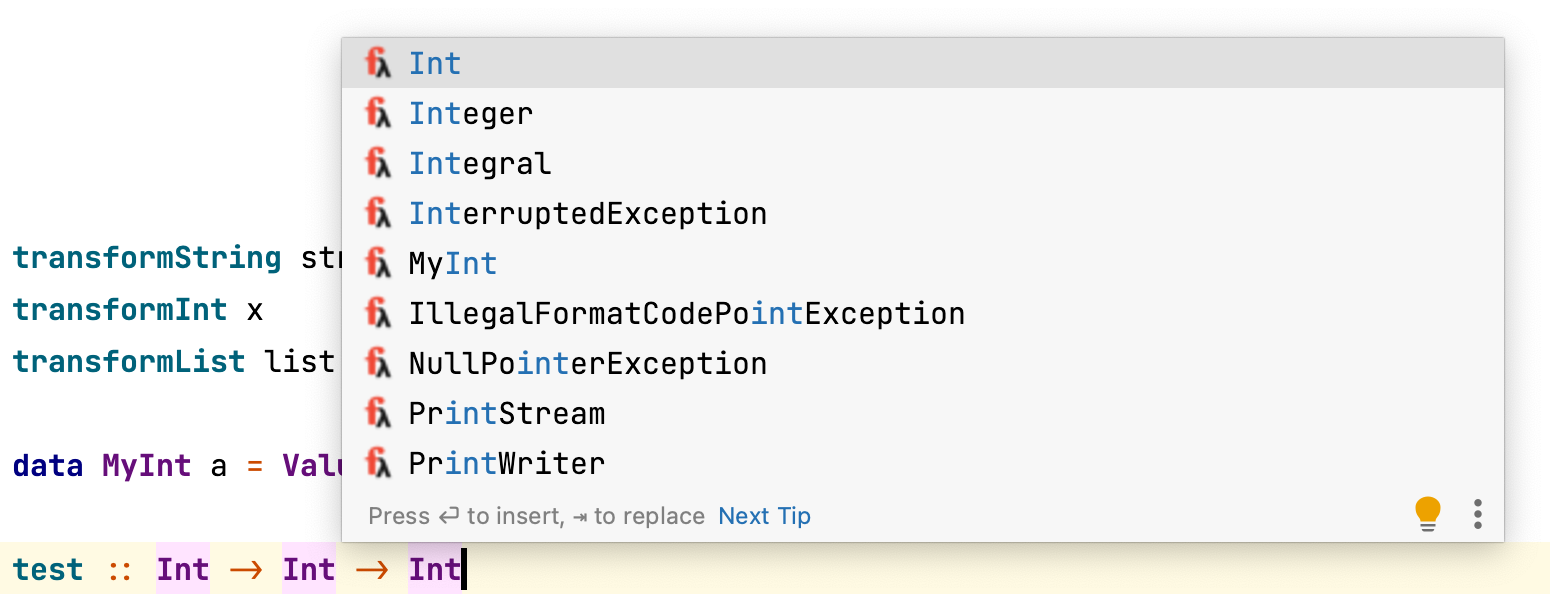 Int
Integer
Integral
InterruptedException
MyInt
IllegalFormatCodePointException
NullPointerException
PrintStream
PrintWriter
Press ⏎ to insert, ⇥ to replace Next Tip
transformString str
transformInt x
transformList list
data MyInt a =
test :: Int -> Int -> Int